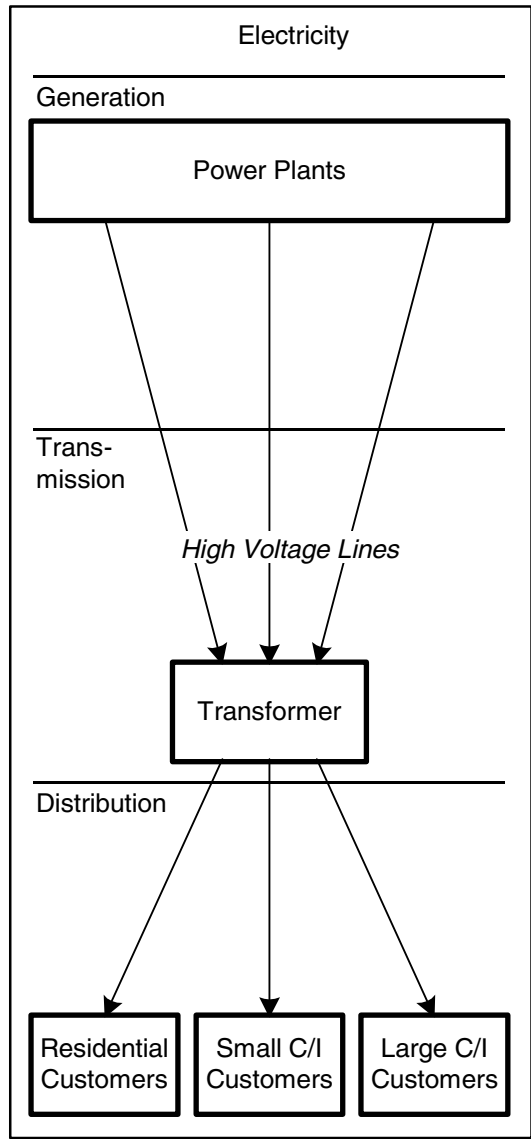 Electricity
Generation
Power Plants
Trans-
mission
High Voltage Lines
Transformer
Distribution
Residential
Customers
Small C/I
Customers
Large C/I
Customers